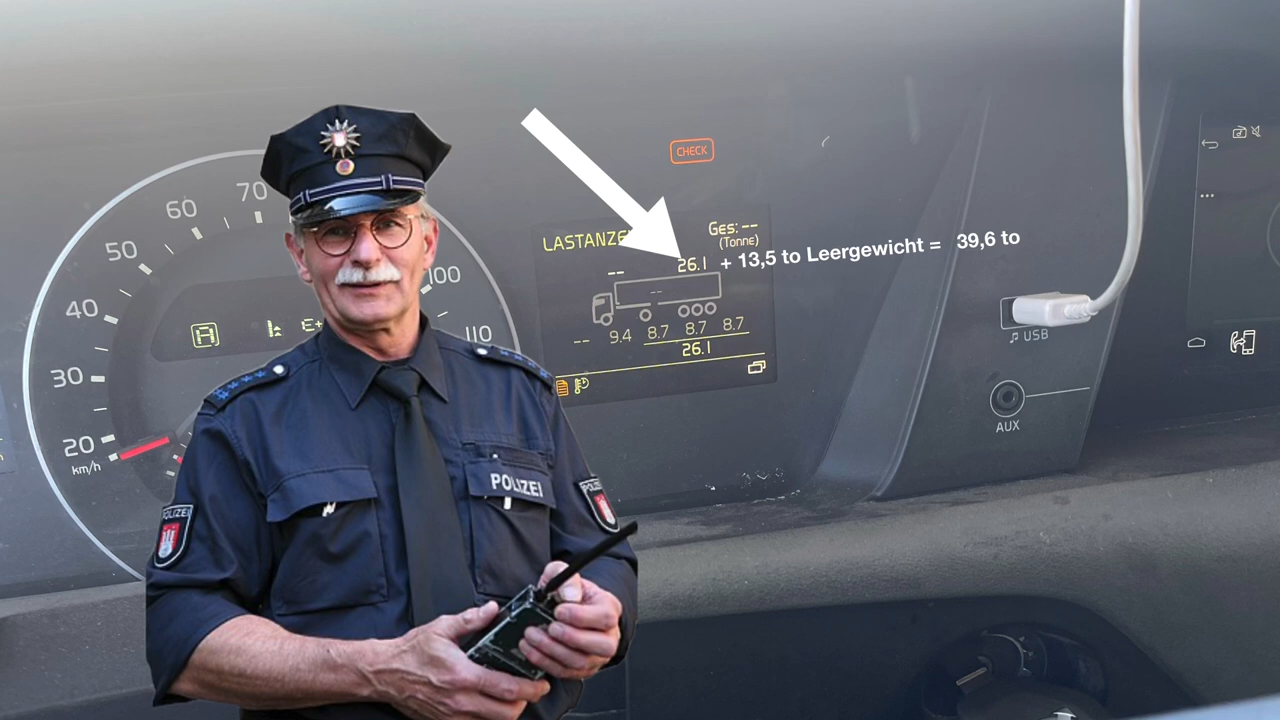 CHECK
70
60
50
40
30
20
km/h
100
110
A
E+
LASTANZE
Ges: --
(Tonne)
--
26.1
+ 13,5 to Leergewicht = 39,6 to
--
-- 9.4 8.7 8.7 8.7
26.1
USB
AUX
POLIZEI
POLIZEI
POLIZEI